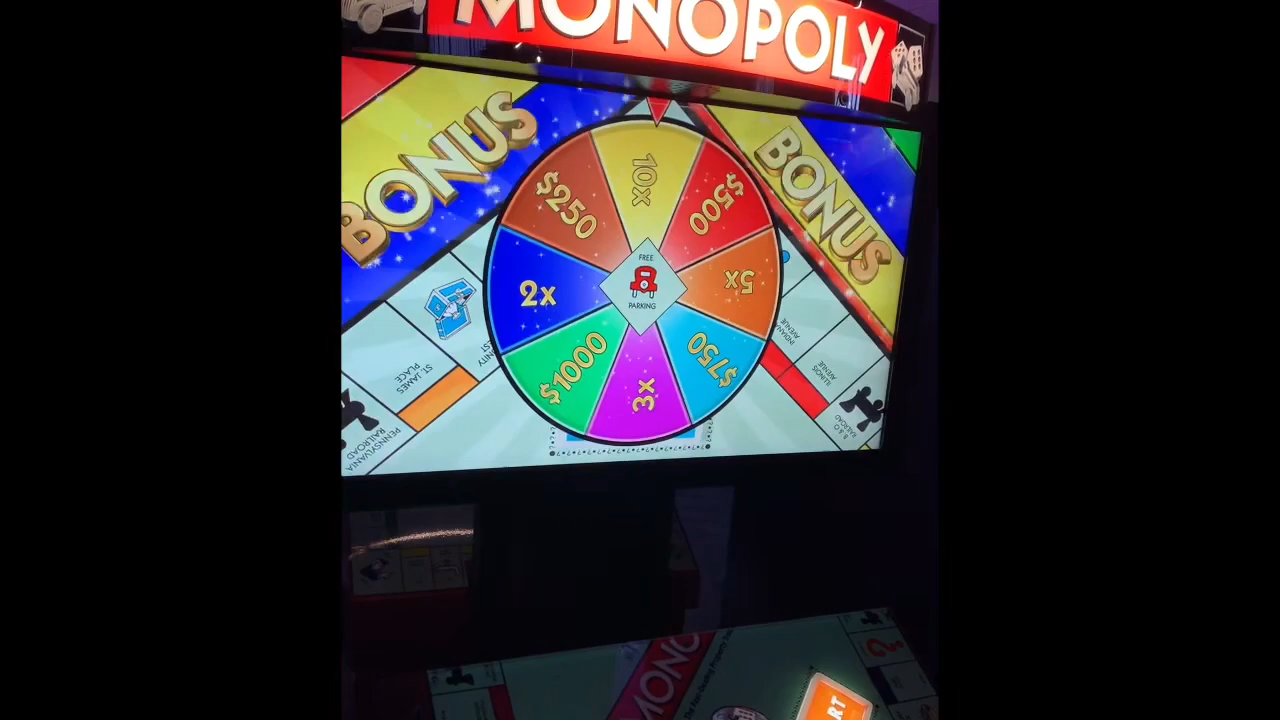 MONOPOLY
BONUS
BONUS
10x
$250
$500
2x
5x
FREE
PARKING
$1000
$750
3x
ST. JAMES
PLACE
PENNSYLVANIA
RAILROAD
INDIANA
AVENUE
ILLINOIS
AVENUE
B & O
RAILROAD
MONO